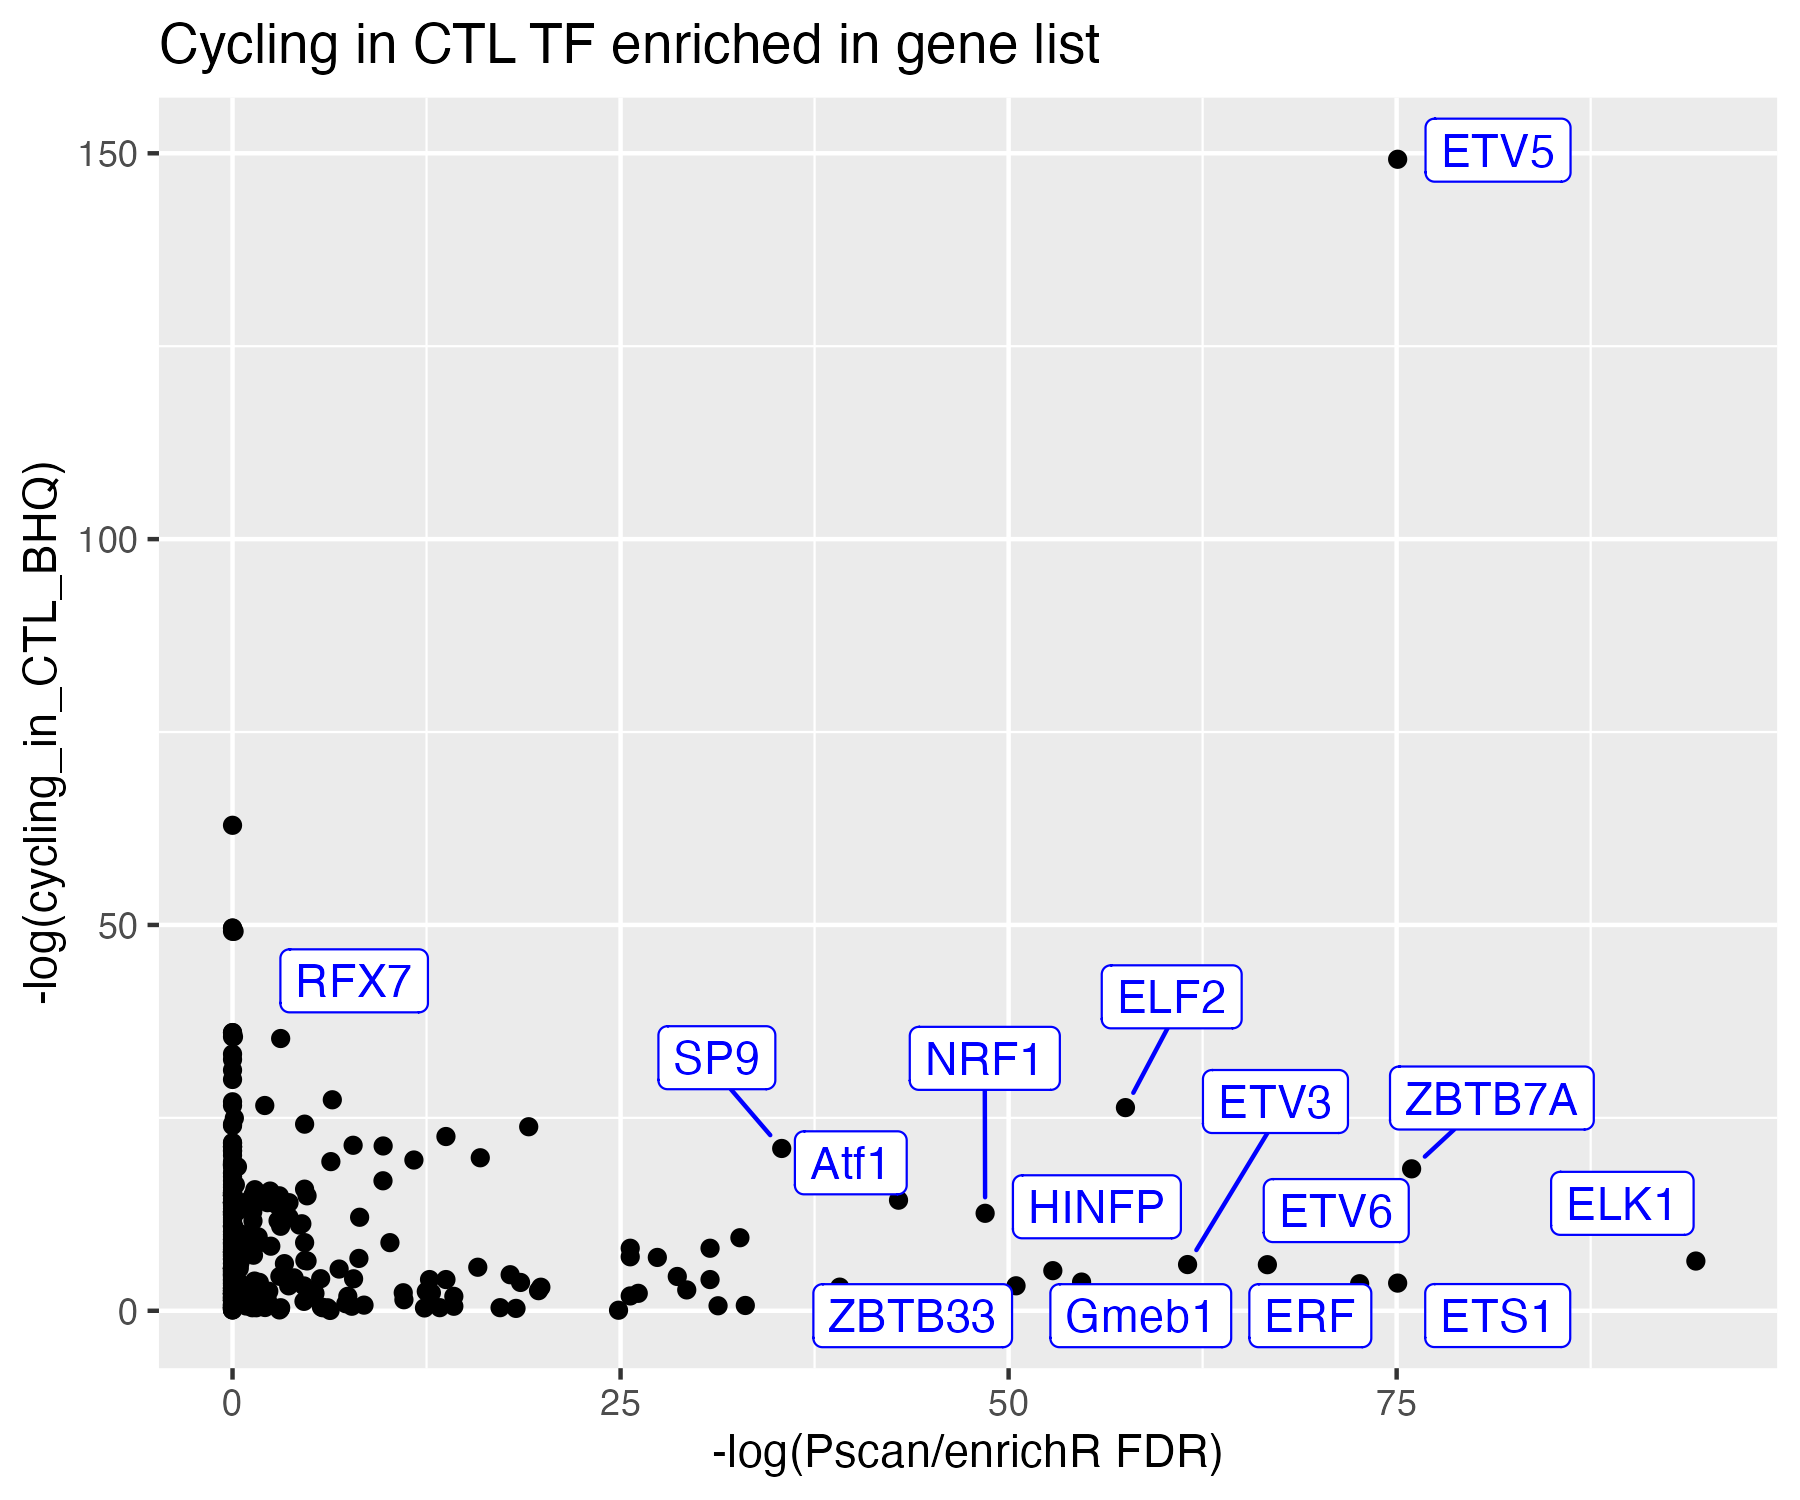 Cycling in CTL TF enriched in gene list
-log(cycling_in_CTL_BHQ)
150
100
50
0
ETV5
RFX7
ELF2
SP9
NRF1
ETV3
ZBTB7A
Atf1
HINFP
ETV6
ELK1
ZBTB33
Gmeb1
ERF
ETS1
0
25
50
75
-log(Pscan/enrichR FDR)